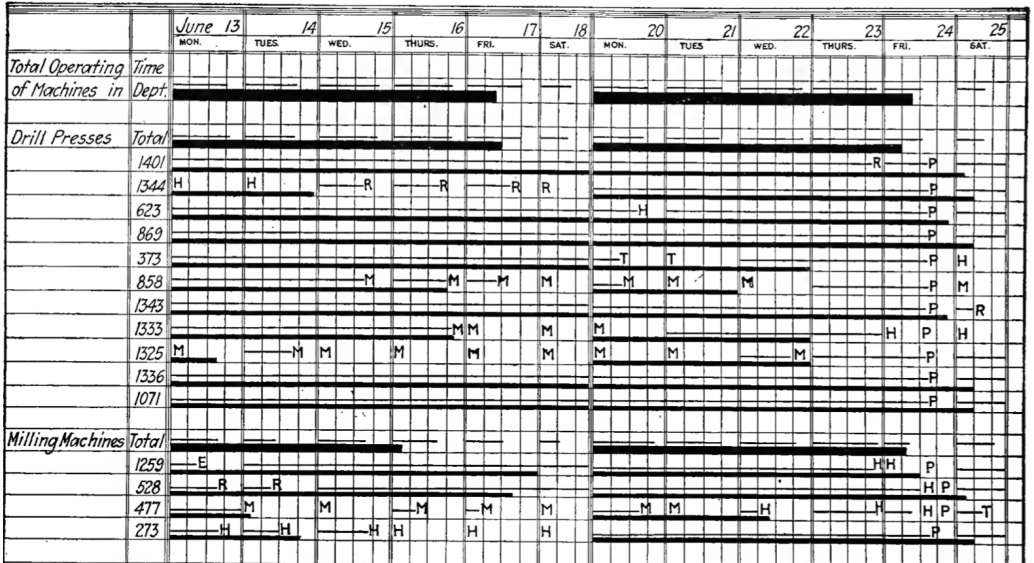 June 13 14 15 16 17 18 20 21 22 23 24 25
MON. TUES. WED. THURS. FRI. SAT. MON. TUES WED. THURS. FRI. SAT.
Total Operating Time
of Machines in Dept.
Drill Presses Total
1401 R P
1344 H H R R R R P
623 H P
869 P
373 T T P H
858 M M M M M M M P M
1343 P R
1333 M M M M H P H
1325 M M M M M M M M M P
1336 P
1071 P
Milling Machines Total
1259 E H H P
528 R R H P
477 M M M M M M M H H H P T
273 H H H H H H P